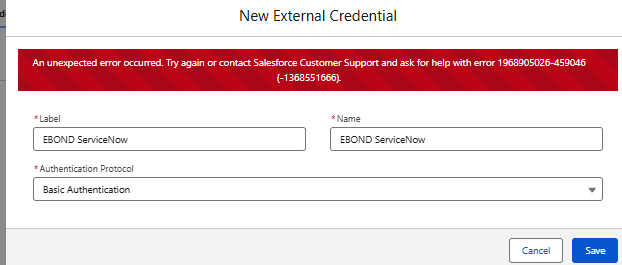 New External Credential
An unexpected error occurred. Try again or contact Salesforce Customer Support and ask for help with error 1968905026-459046
(-1368551666).
*Label
*Name
EBOND ServiceNow
EBOND ServiceNow
*Authentication Protocol
Basic Authentication
Cancel
Save